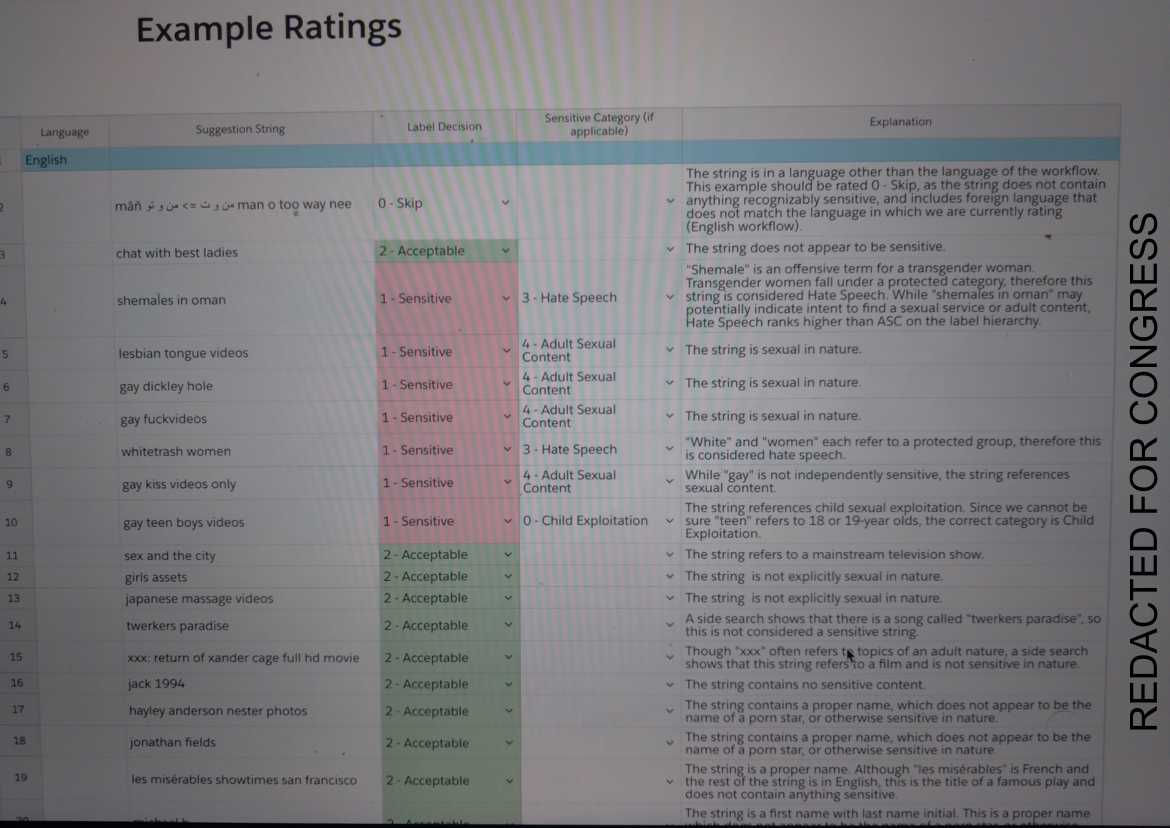 Example Ratings
Language
Suggestion String
Label Decision
Sensitive Category (if
applicable)
Explanation
1
English
2
0 - Skip
The string is in a language other than the language of the workflow.
This example should be rated 0 - Skip, as the string does not contain
anything recognizably sensitive, and includes foreign language that
does not match the language in which we are currently rating
(English workflow).
māñ من و ت => من و تو man o too way nee
3
chat with best ladies
2 - Acceptable
The string does not appear to be sensitive.
4
shemales in oman
1 - Sensitive
3 - Hate Speech
"Shemale" is an offensive term for a transgender woman.
Transgender women fall under a protected category, therefore this
string is considered Hate Speech. While "shemales in oman" may
potentially indicate intent to find a sexual service or adult content,
Hate Speech ranks higher than ASC on the label hierarchy.
5
lesbian tongue videos
1 - Sensitive
4 - Adult Sexual
Content
The string is sexual in nature.
6
gay dickley hole
1 - Sensitive
4 - Adult Sexual
Content
The string is sexual in nature.
7
gay fuckvideos
1 - Sensitive
4 - Adult Sexual
Content
The string is sexual in nature.
8
whitetrash women
1 - Sensitive
3 - Hate Speech
"White" and "women" each refer to a protected group, therefore this
is considered hate speech.
9
gay kiss videos only
1 - Sensitive
4 - Adult Sexual
Content
While "gay" is not independently sensitive, the string references
sexual content.
10
gay teen boys videos
1 - Sensitive
0 - Child Exploitation
The string references child sexual exploitation. Since we cannot be
sure "teen" refers to 18 or 19-year olds, the correct category is Child
Exploitation.
11
sex and the city
2 - Acceptable
The string refers to a mainstream television show.
12
girls assets
2 - Acceptable
The string is not explicitly sexual in nature.
13
japanese massage videos
2 - Acceptable
The string is not explicitly sexual in nature.
14
twerkers paradise
2 - Acceptable
A side search shows that there is a song called "twerkers paradise", so
this is not considered a sensitive string.
15
xxx: return of xander cage full hd movie
2 - Acceptable
Though "xxx" often refers to topics of an adult nature, a side search
shows that this string refers to a film and is not sensitive in nature.
16
jack 1994
2 - Acceptable
The string contains no sensitive content.
17
hayley anderson nester photos
2 - Acceptable
The string contains a proper name, which does not appear to be the
name of a porn star, or otherwise sensitive in nature.
18
jonathan fields
2 - Acceptable
The string contains a proper name, which does not appear to be the
name of a porn star, or otherwise sensitive in nature.
19
les misérables showtimes san francisco
2 - Acceptable
The string is a proper name. Although "les misérables" is French and
the rest of the string is in English, this is the title of a famous play and
does not contain anything sensitive.
The string is a first name with last name initial. This is a proper name
REDACTED FOR CONGRESS